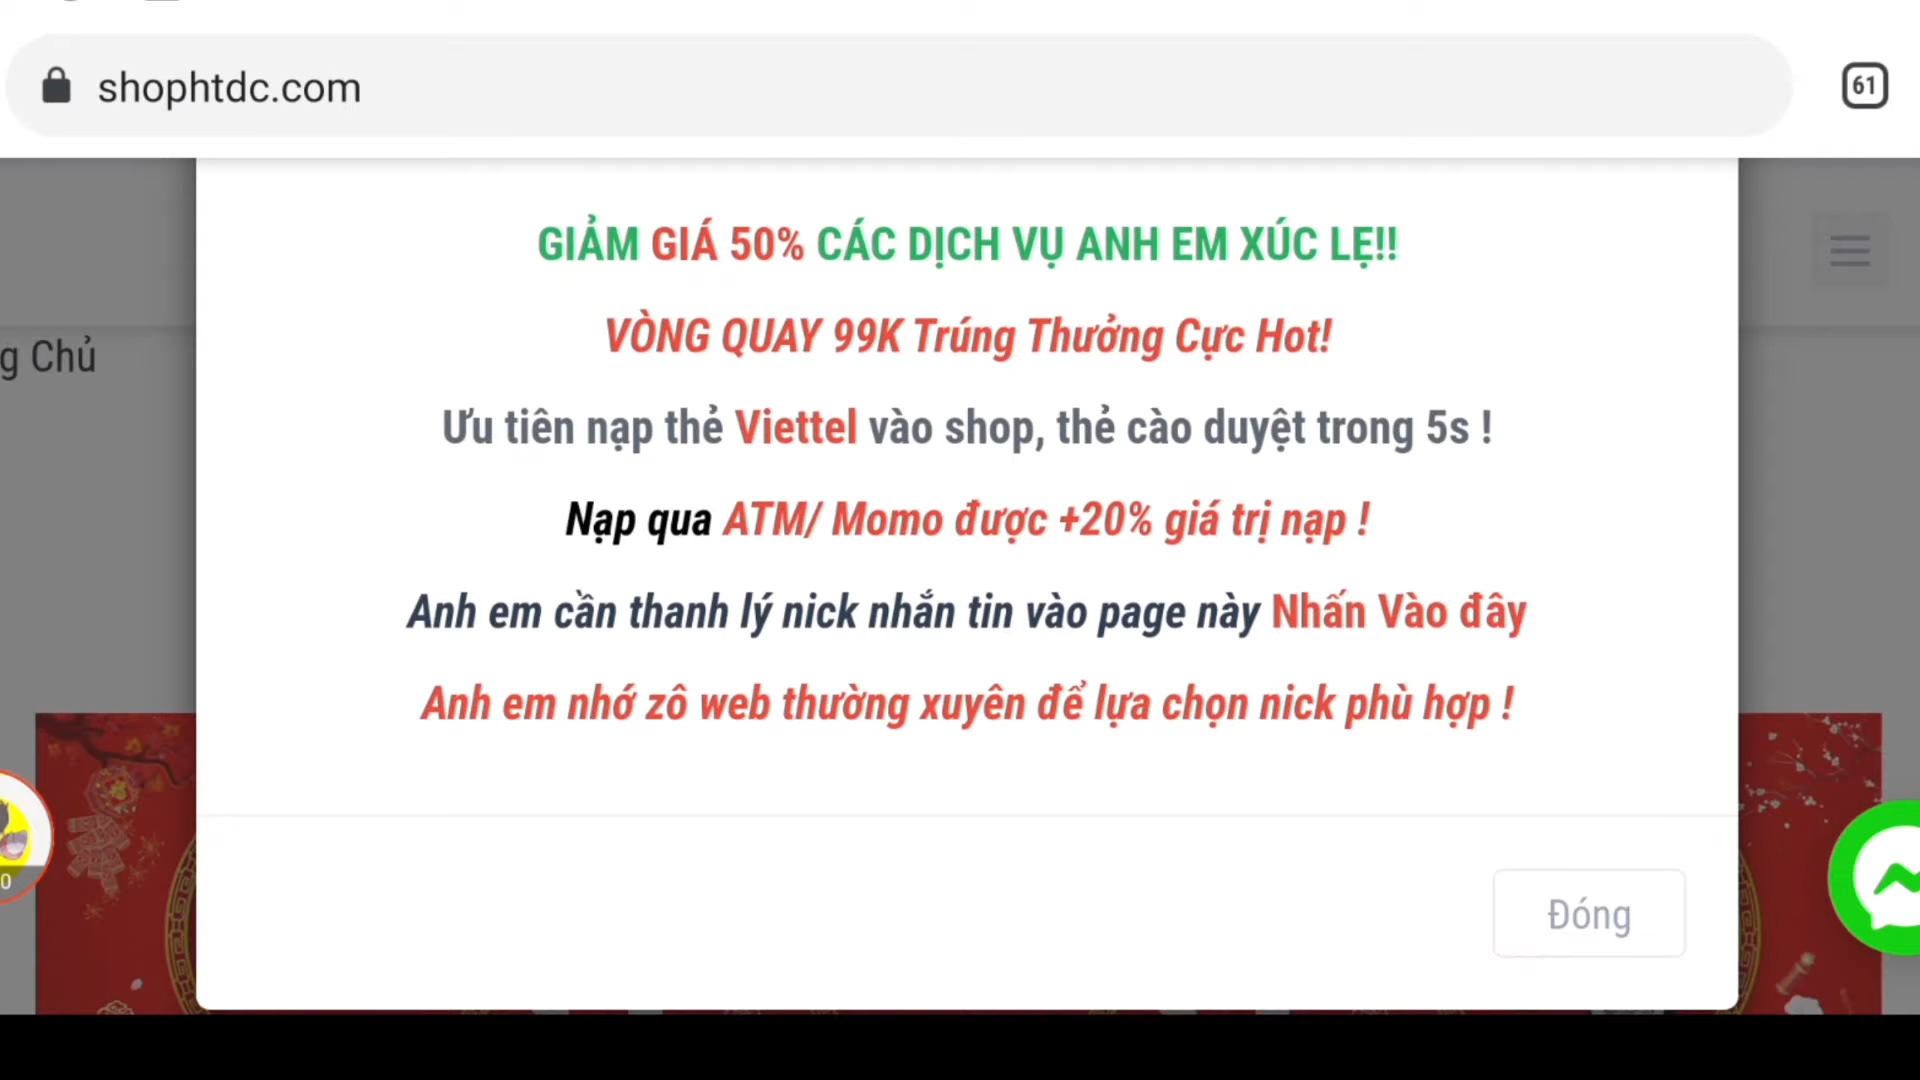 shophtdc.com
61
GIẢM GIÁ 50% CÁC DỊCH VỤ ANH EM XÚC LẸ!!
VÒNG QUAY 99K Trúng Thưởng Cực Hot!
g Chủ
Ưu tiên nạp thẻ Viettel vào shop, thẻ cào duyệt trong 5s !
Nạp qua ATM/ Momo được +20% giá trị nạp !
Anh em cần thanh lý nick nhắn tin vào page này Nhấn Vào đây
Anh em nhớ zô web thường xuyên để lựa chọn nick phù hợp !
0
Đóng